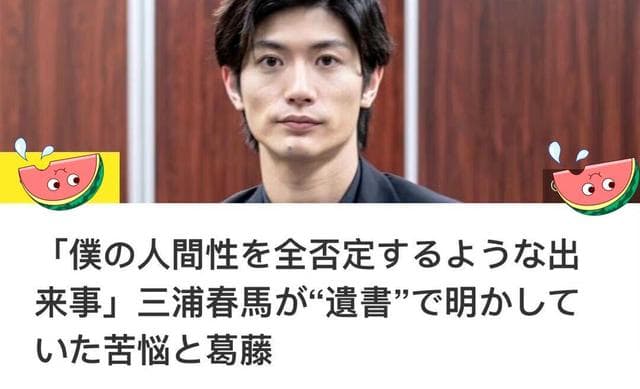 「僕の人間性を全否定するような出
来事」三浦春馬が“遺書”で明かして
いた苦悩と葛藤